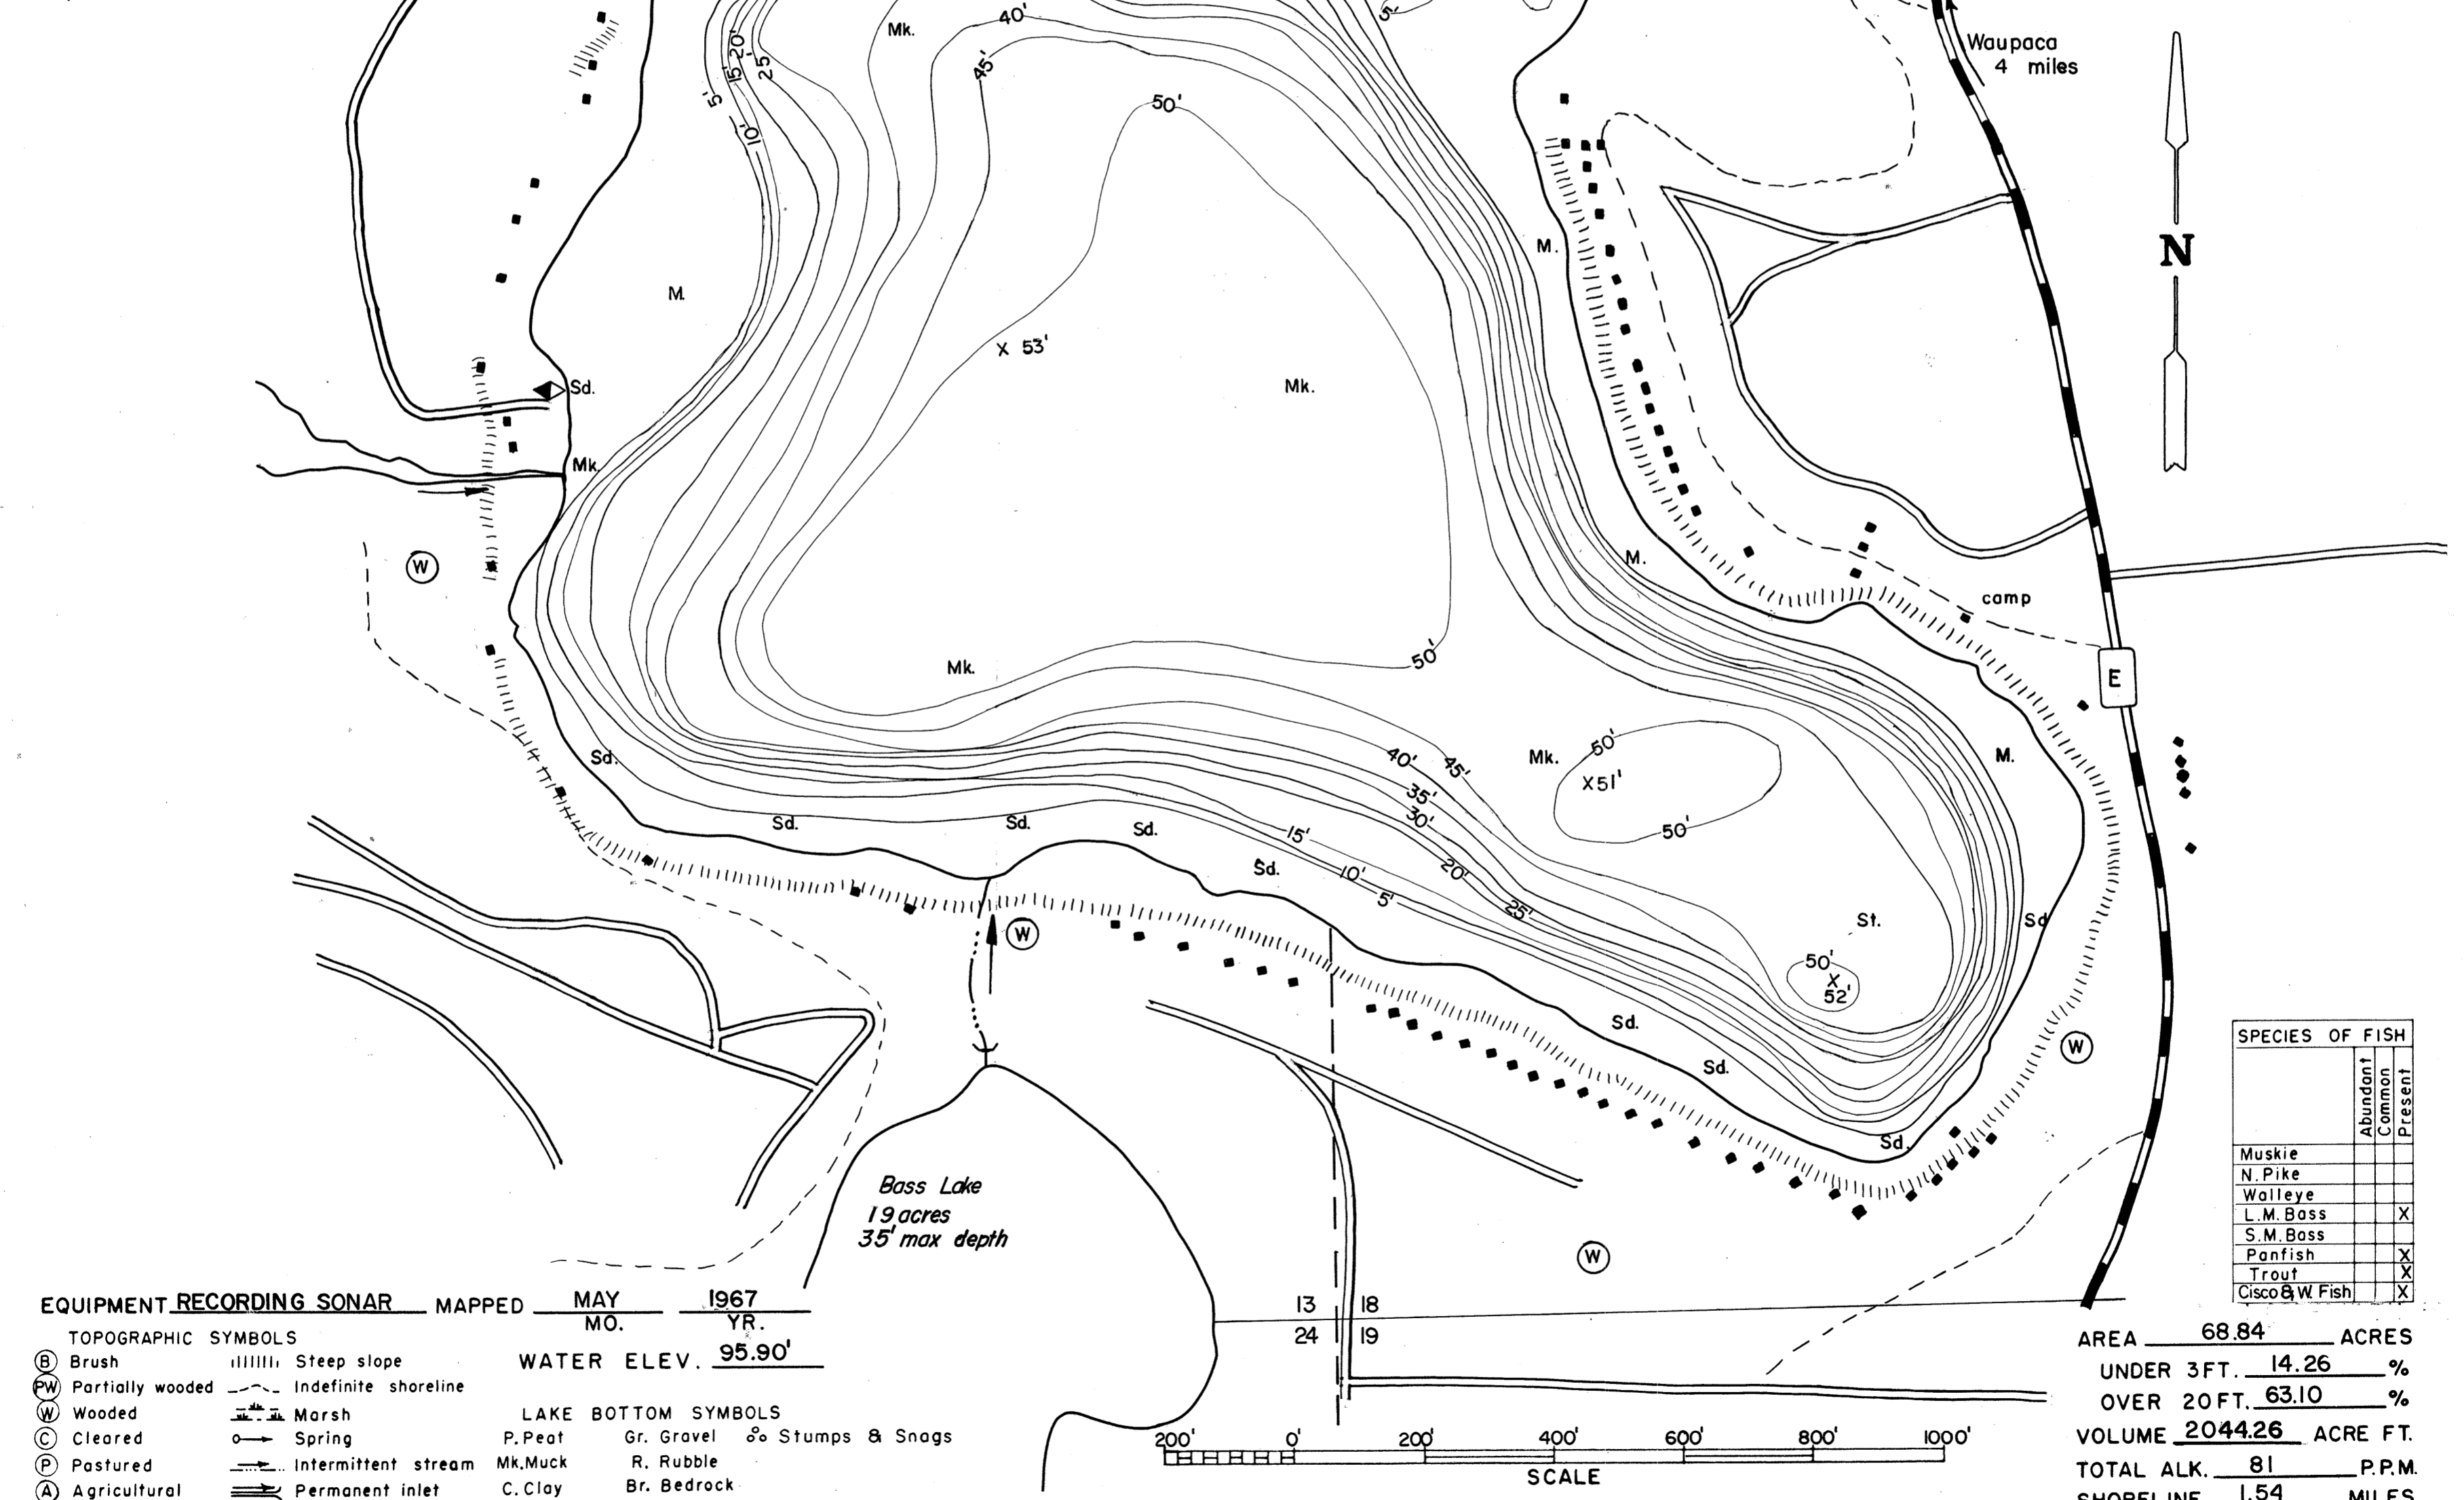 40'
5'
Mk.
Waupaca
4 miles
45'
20'
15'
25'
5'
10'
50'
N
M.
M.
X 53'
Mk.
Sd.
Mk.
M.
W
camp
50'
Mk.
E
50'
Mk.
X51'
M.
40'
45'
35'
30'
50'
Sd.
Sd.
Sd.
Sd.
15'
Sd.
10'
20'
5'
25'
St.
Sd
W
50'
X
52'
Sd.
W
Sd.
Sd.
W
Bass Lake
19 acres
35' max depth
13 18
24 19
SPECIES OF FISH
Abundant
Common
Present
Muskie
N. Pike
Walleye
L.M. Bass X
S.M. Bass
Panfish X
Trout X
Cisco & W. Fish X
EQUIPMENT RECORDING SONAR MAPPED MAY 1967
MO. YR.
WATER ELEV. 95.90'
TOPOGRAPHIC SYMBOLS
B Brush Steep slope
PW Partially wooded Indefinite shoreline
W Wooded Marsh
C Cleared Spring
P Pastured Intermittent stream
A Agricultural Permanent inlet
LAKE BOTTOM SYMBOLS
P. Peat Gr. Gravel Stumps & Snags
Mk. Muck R. Rubble
C. Clay Br. Bedrock
200' 0' 200' 400' 600' 800' 1000'
SCALE
AREA 68.84 ACRES
UNDER 3 FT. 14.26 %
OVER 20 FT. 63.10 %
VOLUME 2044.26 ACRE FT.
TOTAL ALK. 81 P.P.M.
SHORELINE 1.54 MILES